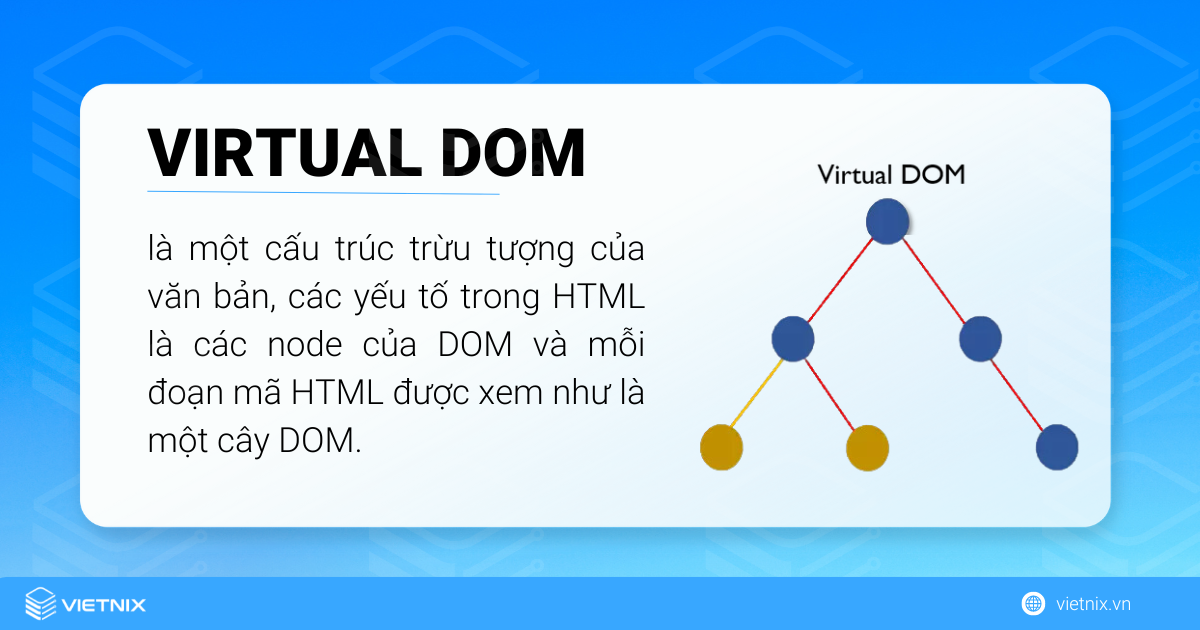 VIRTUAL DOM
là một cấu trúc trừu tượng của
văn bản, các yếu tố trong HTML
là các node của DOM và mỗi
đoạn mã HTML được xem như là
một cây DOM.
Virtual DOM
VIETNIX
vietnix.vn